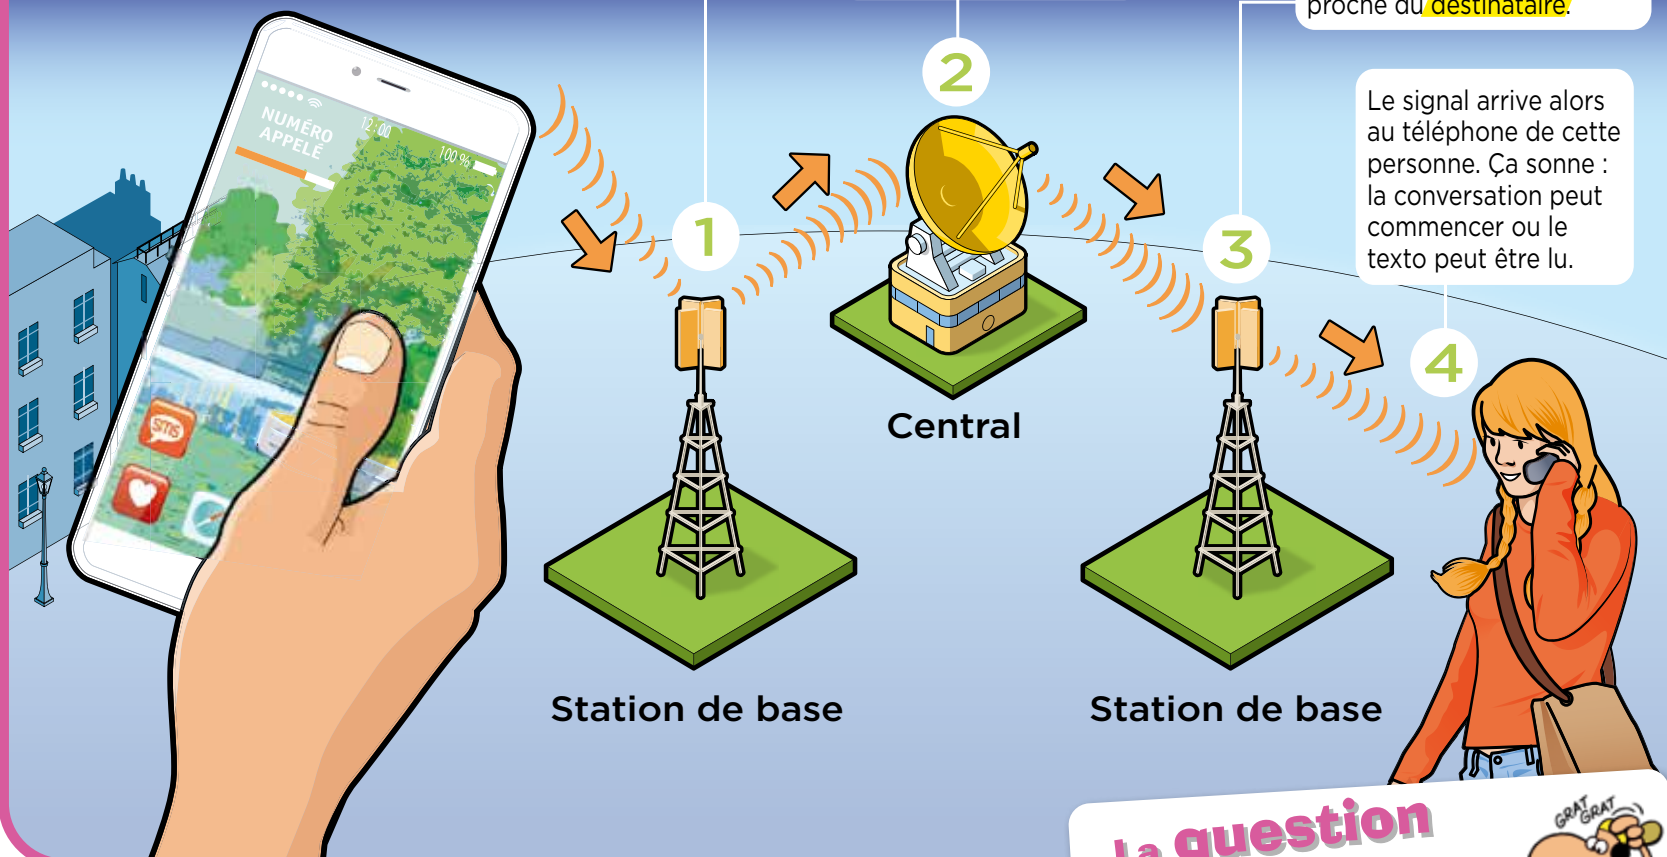 proche du destinataire.
2
Le signal arrive alors
au téléphone de cette
personne. Ça sonne :
la conversation peut
commencer ou le
texto peut être lu.
NUMÉRO
APPELÉ
12:00
100 %
1
3
4
Central
SMS
Station de base
Station de base
La question
GRAT
GRAT